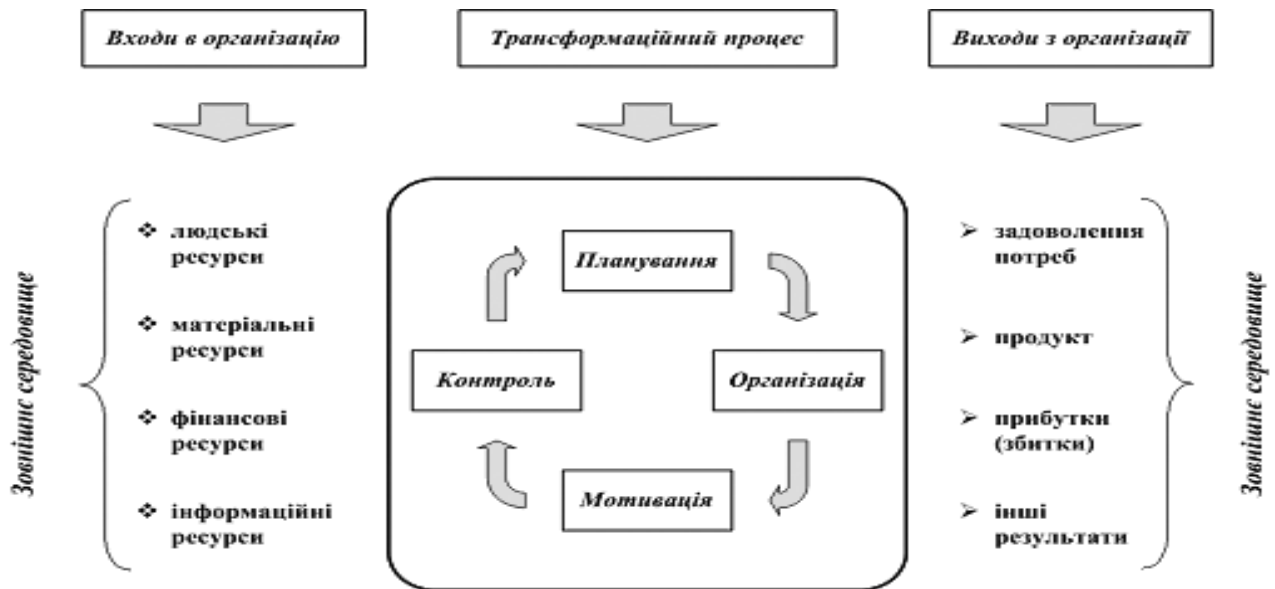 Входи в організацію
Трансформаційний процес
Виходи з організації
Зовнішнє середовище
❖ людські
ресурси
❖ матеріальні
ресурси
❖ фінансові
ресурси
❖ інформаційні
ресурси
Планування
Контроль
Організація
Мотивація
➢ задоволення
потреб
➢ продукт
➢ прибутки
(збитки)
➢ інші
результати
Зовнішнє середовище